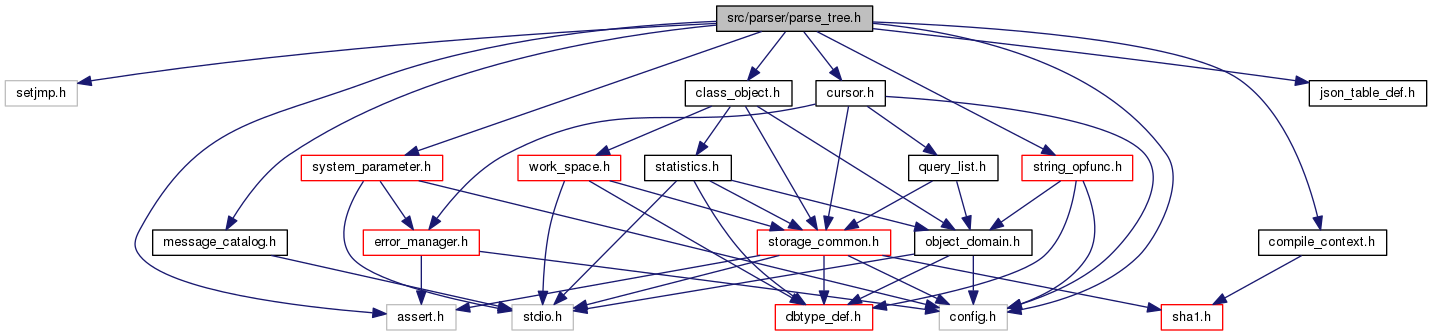 src/parser/parse_tree.h
setjmp.h
class_object.h
cursor.h
json_table_def.h
system_parameter.h
work_space.h
statistics.h
query_list.h
string_opfunc.h
message_catalog.h
error_manager.h
storage_common.h
object_domain.h
compile_context.h
assert.h
stdio.h
dbtype_def.h
config.h
sha1.h